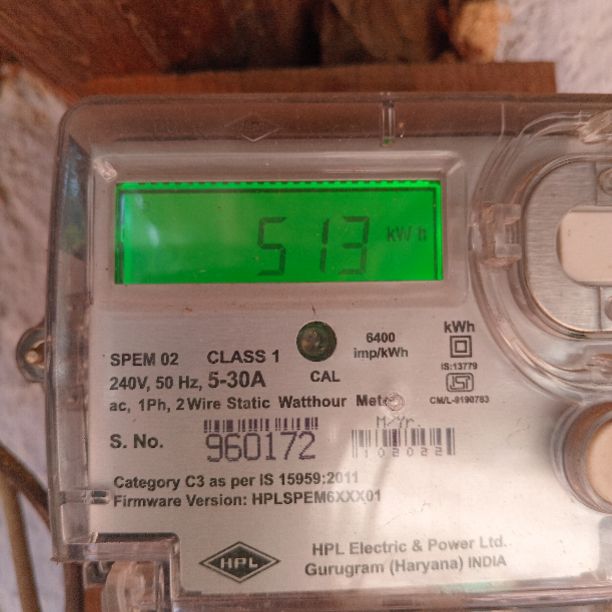 513 kW h
6400
imp/kWh
kWh
SPEM 02 CLASS 1
CAL
IS:13779
240V, 50 Hz, 5-30A
CM/L-8190783
ac, 1Ph, 2 Wire Static Watthour Meter
M/Yr.
S. No. 960172
102022
Category C3 as per IS 15959:2011
Firmware Version: HPLSPEM6XXX01
HPL
HPL Electric & Power Ltd.
Gurugram (Haryana) INDIA